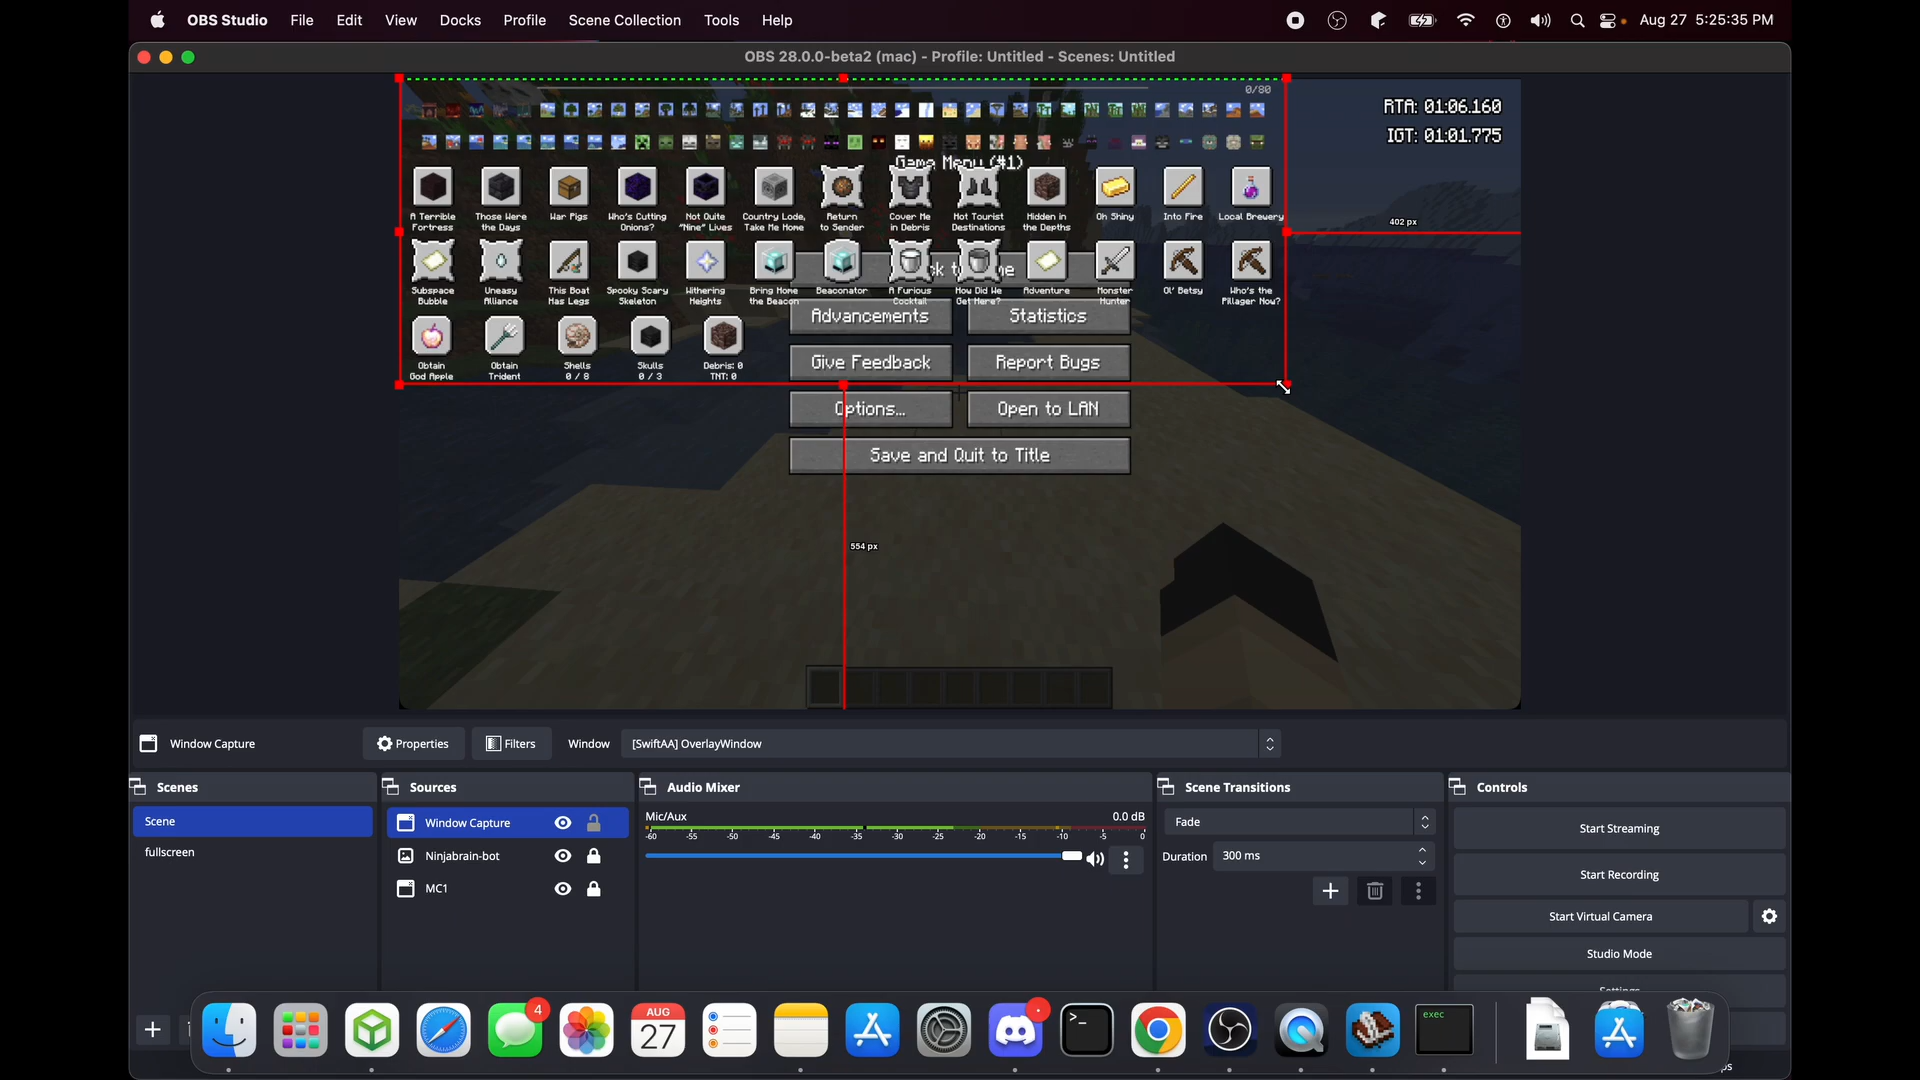 OBS Studio File Edit View Docks Profile Scene Collection Tools Help Aug 27 5:25:35 PM
OBS 28.0.0-beta2 (mac) - Profile: Untitled - Scenes: Untitled
0/80
RTA: 01:06.160
IGT: 01:01.775
Game Menu (#1)
A Terrible Fortress
Those Were the Days
War Pigs
Who's Cutting Onions?
Not Quite "Nine" Lives
Country Lode, Take Me Home
Return to Sender
Cover Me in Debris
Hot Tourist Destinations
Hidden in the Depths
Oh Shiny
Into Fire
Local Brewery
402 px
Subspace Bubble
Uneasy Alliance
This Boat Has Legs
Spooky Scary Skeleton
Withering Heights
Bring Home the Beacon
Beaconator
A Furious Cocktail
How Did We Get Here?
Adventure
Monster Hunter
Ol' Betsy
Who's the Pillager Now?
Advancements Statistics
Obtain God Apple
Obtain Trident
Shells 0 / 8
Skulls 0 / 3
Debris: 0 TNT: 0
Give Feedback Report Bugs
Options... Open to LAN
Save and Quit to Title
554 px
Window Capture Properties Filters Window [SwiftAA] OverlayWindow
Scenes Sources Audio Mixer Scene Transitions Controls
Scene
fullscreen
Window Capture
Ninjabrain-bot
MC1
Mic/Aux 0.0 dB
-60 -55 -50 -45 -40 -35 -30 -25 -20 -15 -10 -5 0
Fade
Duration 300 ms
Start Streaming
Start Recording
Start Virtual Camera
Studio Mode
4
AUG
27
>_
exec